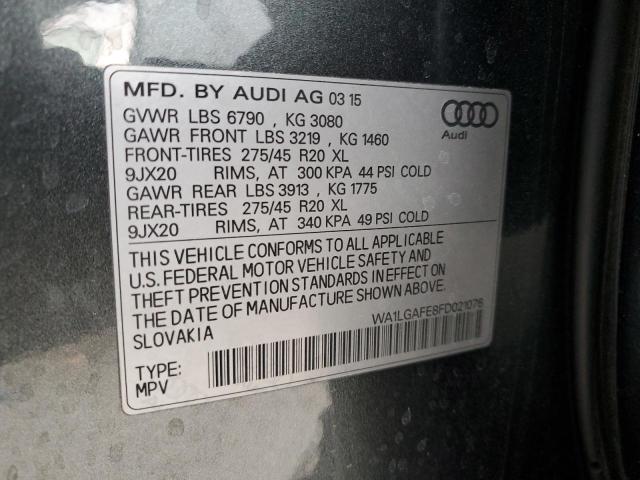 MFD. BY AUDI AG 03 15
GVWR LBS 6790 , KG 3080
GAWR FRONT LBS 3219 , KG 1460
FRONT-TIRES 275/45 R20 XL
9JX20 RIMS, AT 300 KPA 44 PSI COLD
GAWR REAR LBS 3913 , KG 1775
REAR-TIRES 275/45 R20 XL
9JX20 RIMS, AT 340 KPA 49 PSI COLD
Audi
THIS VEHICLE CONFORMS TO ALL APPLICABLE
U.S. FEDERAL MOTOR VEHICLE SAFETY AND
THEFT PREVENTION STANDARDS IN EFFECT ON
THE DATE OF MANUFACTURE SHOWN ABOVE.
SLOVAKIA
WA1LGAFE8FD021076
TYPE:
MPV